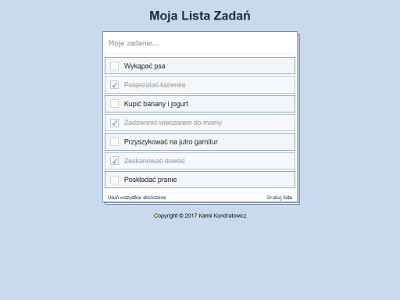 Moja Lista Zadań
Moje zadanie...
Wykąpać psa
Posprzątać łazienkę
Kupić banany i jogurt
Zadzwonić wieczorem do mamy
Przyszykować na jutro garnitur
Zeskanować dowód
Poskładać pranie
Usuń wszystkie skończone
Drukuj listę
Copyright © 2017 Kamil Kondratowicz